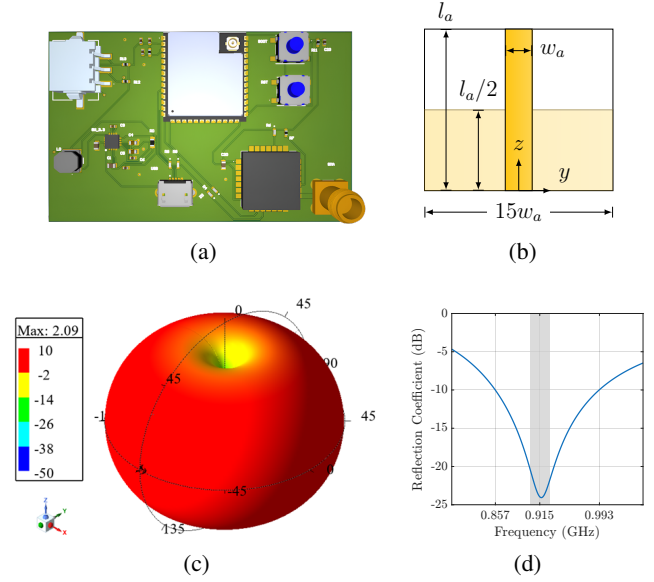 (a)
l_a
w_a
l_a/2
z
y
15w_a
(b)
Max: 2.09
10
-2
-14
-26
-38
-50
Z
Y
X
0
45
90
45
-1
45
0
-45
135
(c)
Reflection Coefficient (dB)
0
-5
-10
-15
-20
-25
0.857
0.915
0.993
Frequency (GHz)
(d)